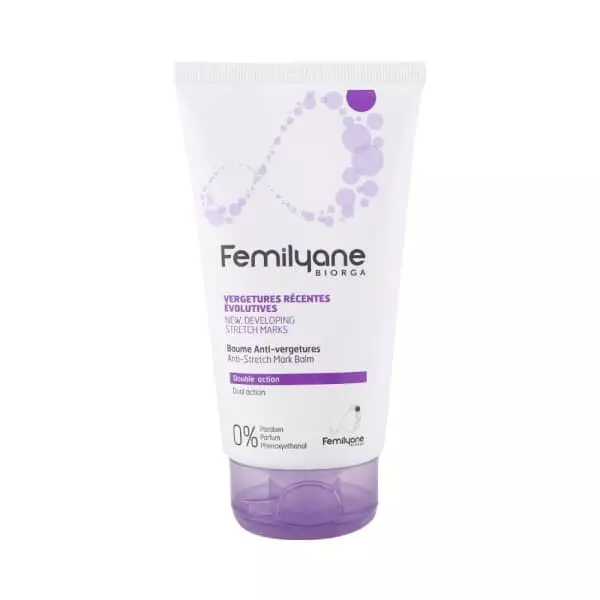 Femilyane
BIORGA
VERGETURES RÉCENTES
ÉVOLUTIVES
NEW, DEVELOPING
STRETCH MARKS
Baume Anti-vergetures
Anti-Stretch Mark Balm
Double action
Dual action
0%
Paraben
Parfum
Phenoxyethanol
Femilyane
BIORGA